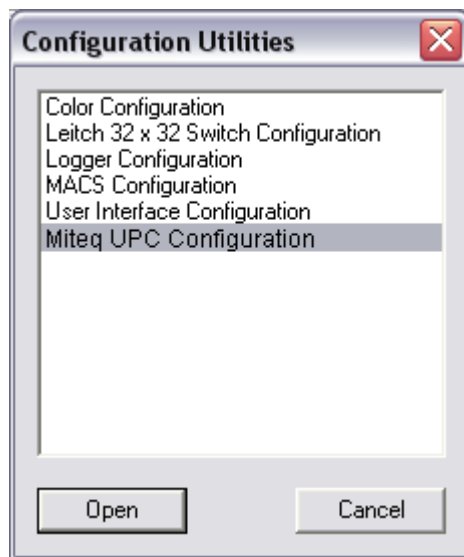 Configuration Utilities
Color Configuration
Leitch 32 x 32 Switch Configuration
Logger Configuration
MACS Configuration
User Interface Configuration
Miteq UPC Configuration
Open
Cancel